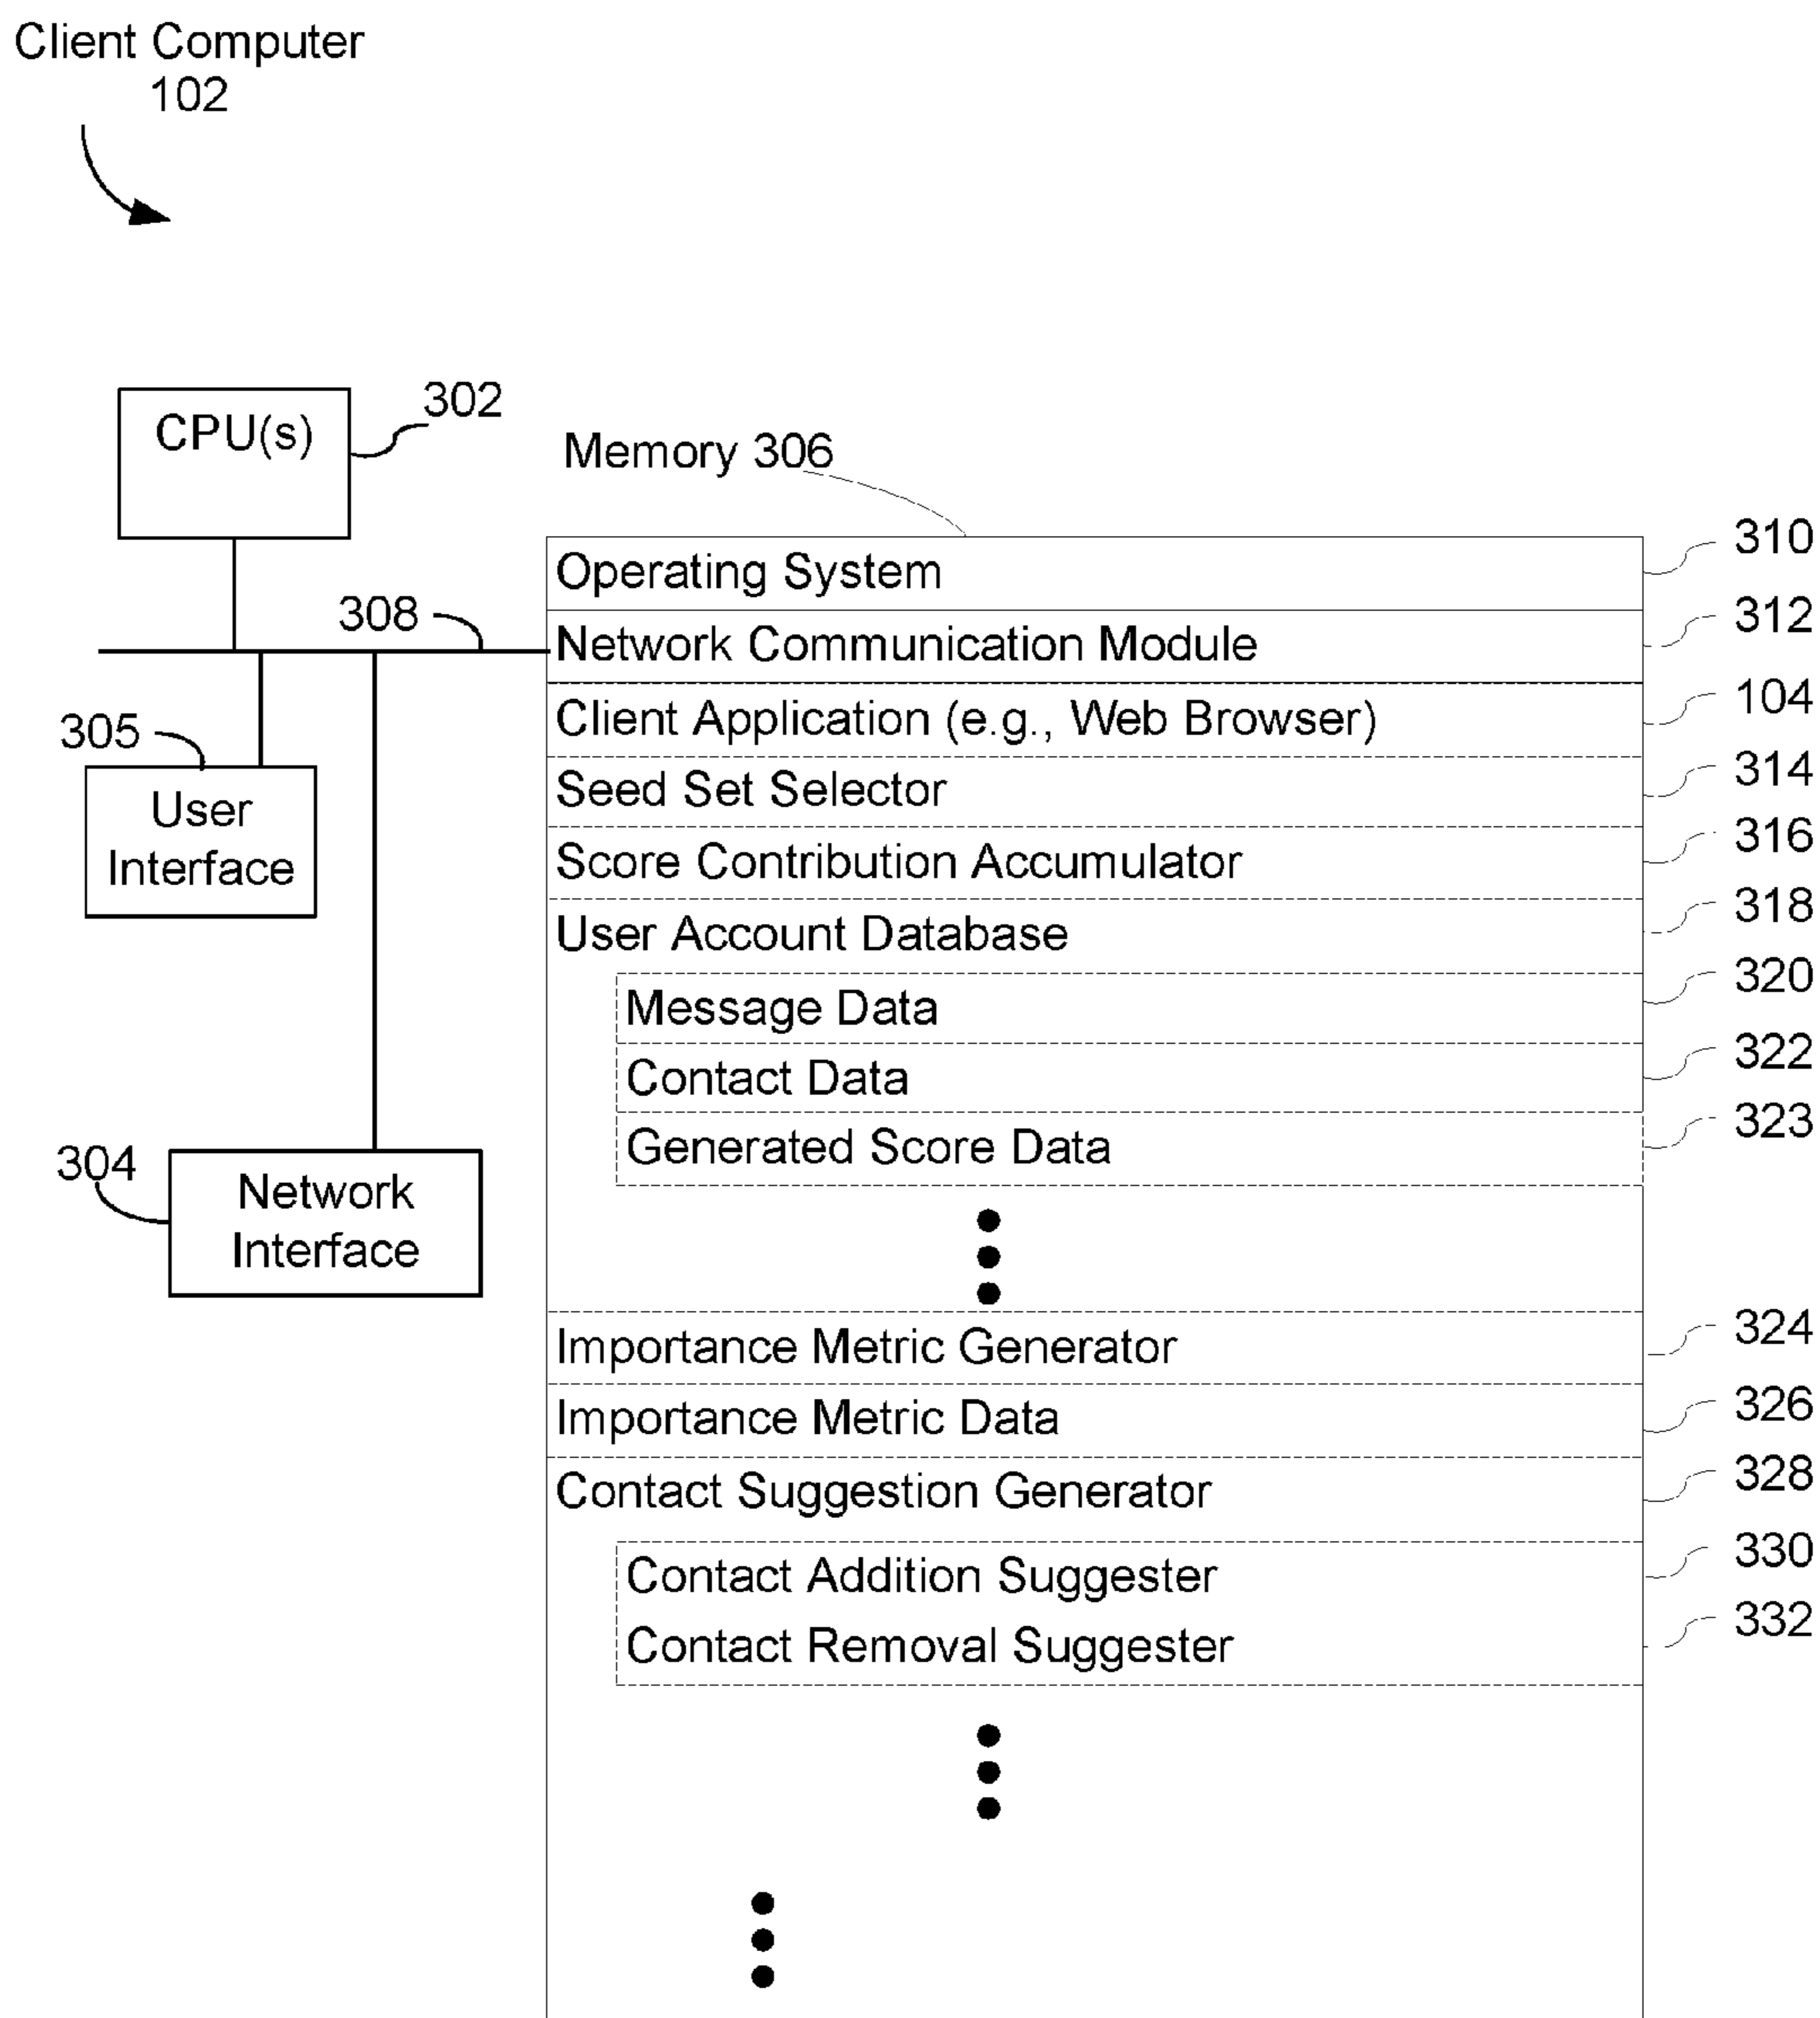 Client Computer
102
CPU(s)
302
Memory 306
308
305
User
Interface
304
Network
Interface
Operating System
310
Network Communication Module
312
Client Application (e.g., Web Browser)
104
Seed Set Selector
314
Score Contribution Accumulator
316
User Account Database
318
Message Data
320
Contact Data
322
Generated Score Data
323
Importance Metric Generator
324
Importance Metric Data
326
Contact Suggestion Generator
328
Contact Addition Suggester
330
Contact Removal Suggester
332